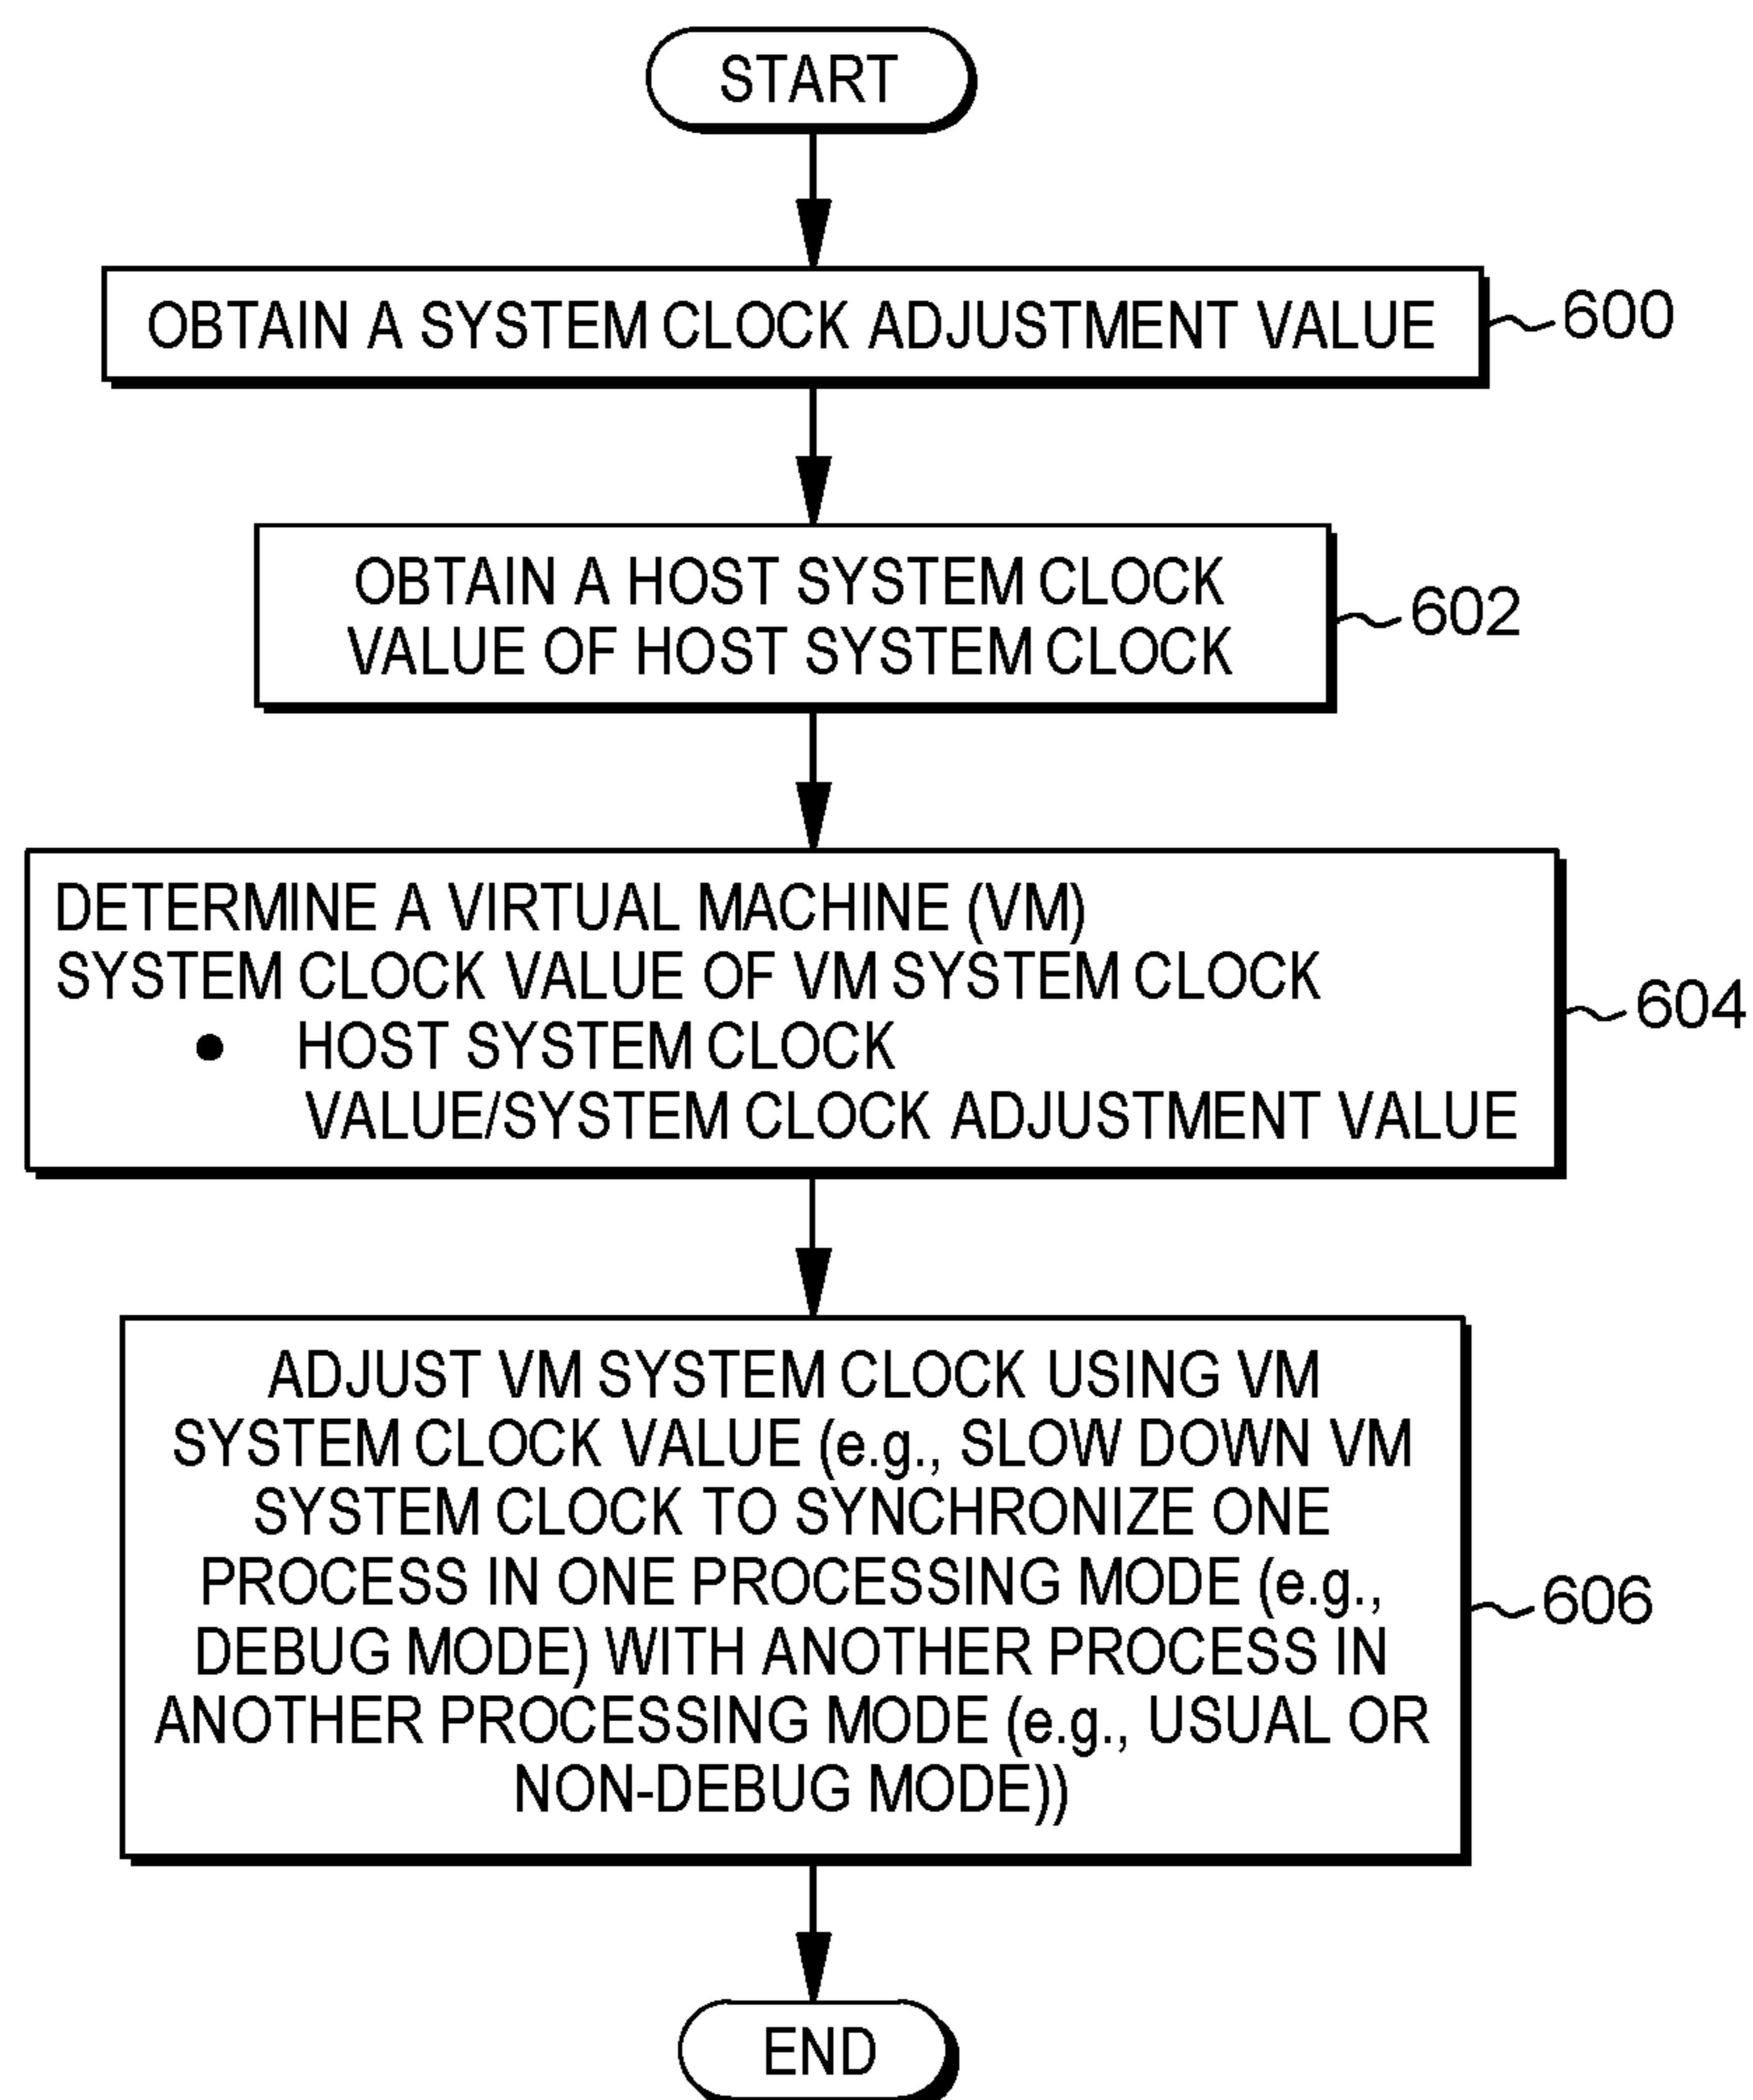 START
OBTAIN A SYSTEM CLOCK ADJUSTMENT VALUE
600
OBTAIN A HOST SYSTEM CLOCK
VALUE OF HOST SYSTEM CLOCK
602
DETERMINE A VIRTUAL MACHINE (VM)
SYSTEM CLOCK VALUE OF VM SYSTEM CLOCK
• HOST SYSTEM CLOCK
VALUE/SYSTEM CLOCK ADJUSTMENT VALUE
604
ADJUST VM SYSTEM CLOCK USING VM
SYSTEM CLOCK VALUE (e.g., SLOW DOWN VM
SYSTEM CLOCK TO SYNCHRONIZE ONE
PROCESS IN ONE PROCESSING MODE (e.g.,
DEBUG MODE) WITH ANOTHER PROCESS IN
ANOTHER PROCESSING MODE (e.g., USUAL OR
NON-DEBUG MODE))
606
END